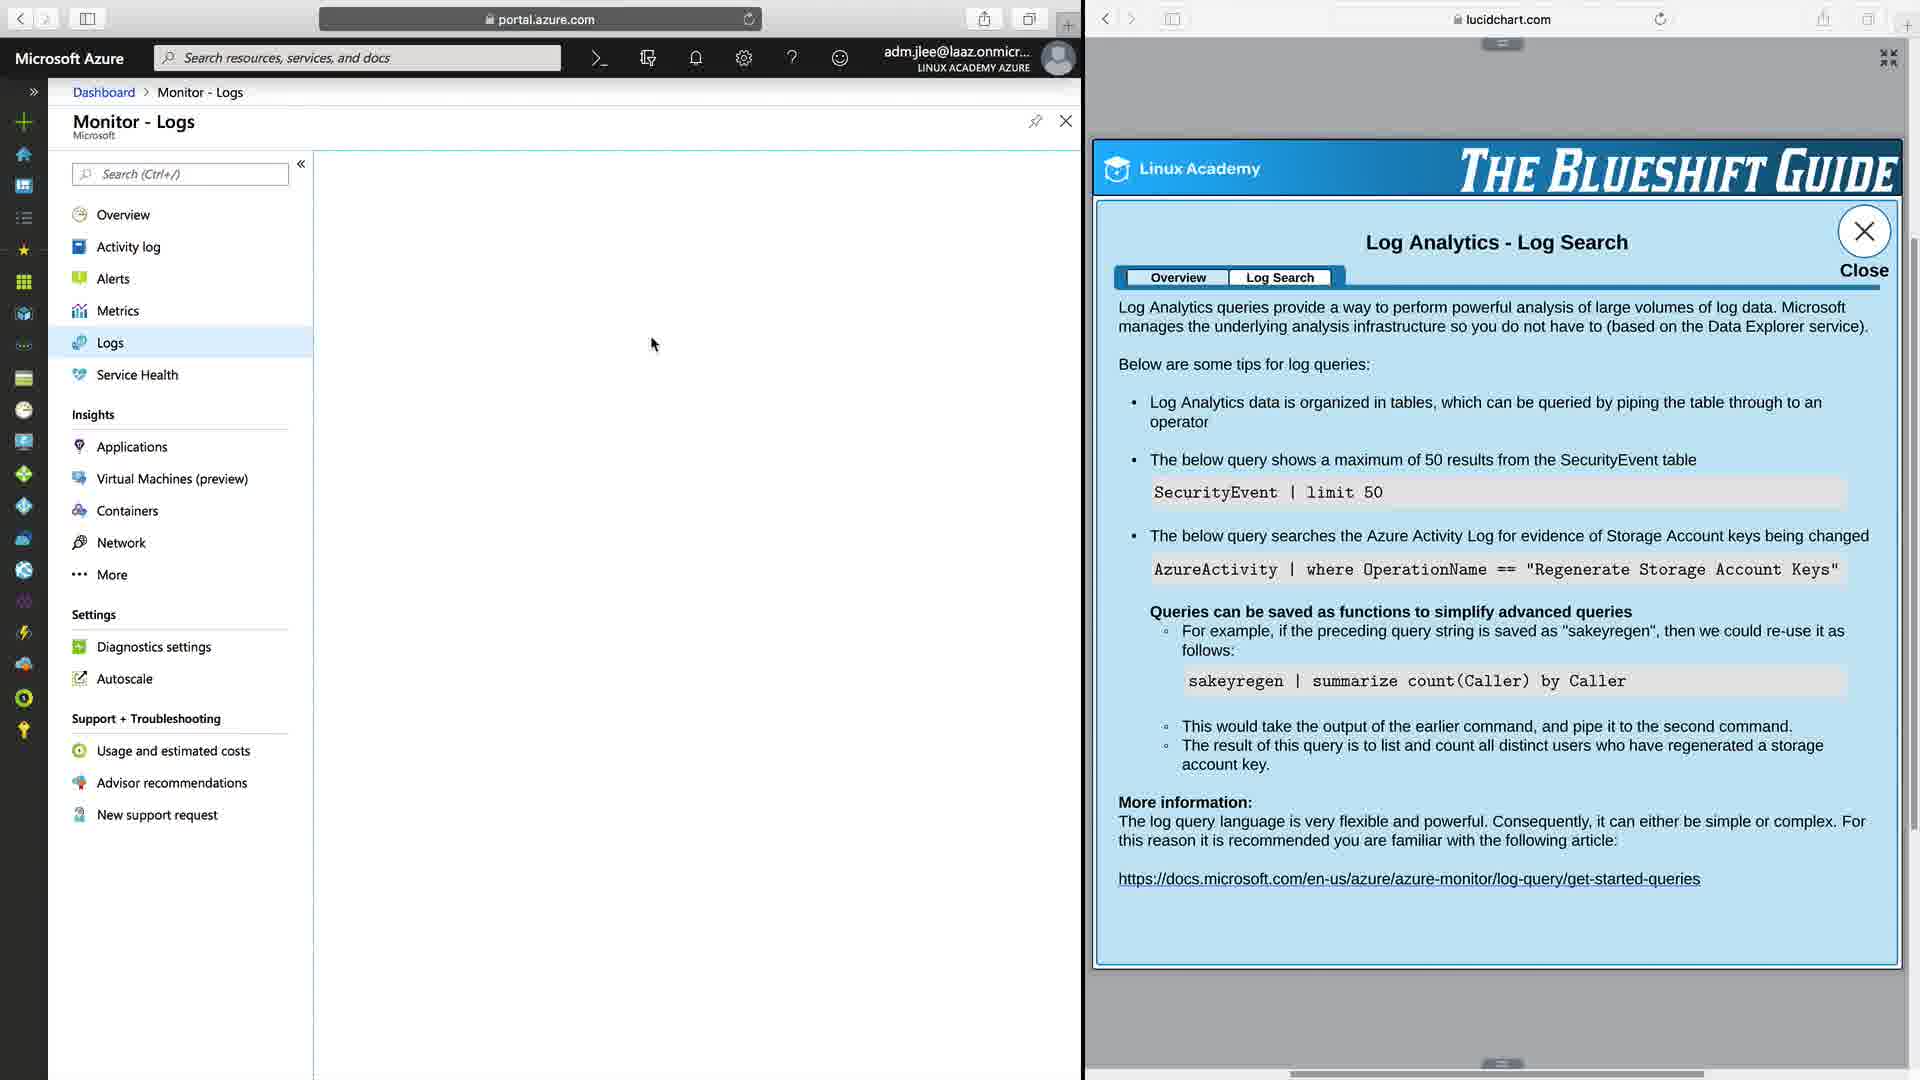 portal.azure.com
Microsoft Azure
Search resources, services, and docs
adm.jlee@laaz.onmicr...
LINUX ACADEMY AZURE
Dashboard > Monitor - Logs
Monitor - Logs
Microsoft
Search (Ctrl+/)
Overview
Activity log
Alerts
Metrics
Logs
Service Health
Insights
Applications
Virtual Machines (preview)
Containers
Network
More
Settings
Diagnostics settings
Autoscale
Support + Troubleshooting
Usage and estimated costs
Advisor recommendations
New support request
lucidchart.com
Linux Academy
THE BLUESHIFT GUIDE
Log Analytics - Log Search
Close
Overview
Log Search
Log Analytics queries provide a way to perform powerful analysis of large volumes of log data. Microsoft
manages the underlying analysis infrastructure so you do not have to (based on the Data Explorer service).
Below are some tips for log queries:
• Log Analytics data is organized in tables, which can be queried by piping the table through to an
operator
• The below query shows a maximum of 50 results from the SecurityEvent table
SecurityEvent | limit 50
• The below query searches the Azure Activity Log for evidence of Storage Account keys being changed
AzureActivity | where OperationName == "Regenerate Storage Account Keys"
Queries can be saved as functions to simplify advanced queries
◦ For example, if the preceding query string is saved as "sakeyregen", then we could re-use it as
follows:
sakeyregen | summarize count(Caller) by Caller
◦ This would take the output of the earlier command, and pipe it to the second command.
◦ The result of this query is to list and count all distinct users who have regenerated a storage
account key.
More information:
The log query language is very flexible and powerful. Consequently, it can either be simple or complex. For
this reason it is recommended you are familiar with the following article:
https://docs.microsoft.com/en-us/azure/azure-monitor/log-query/get-started-queries